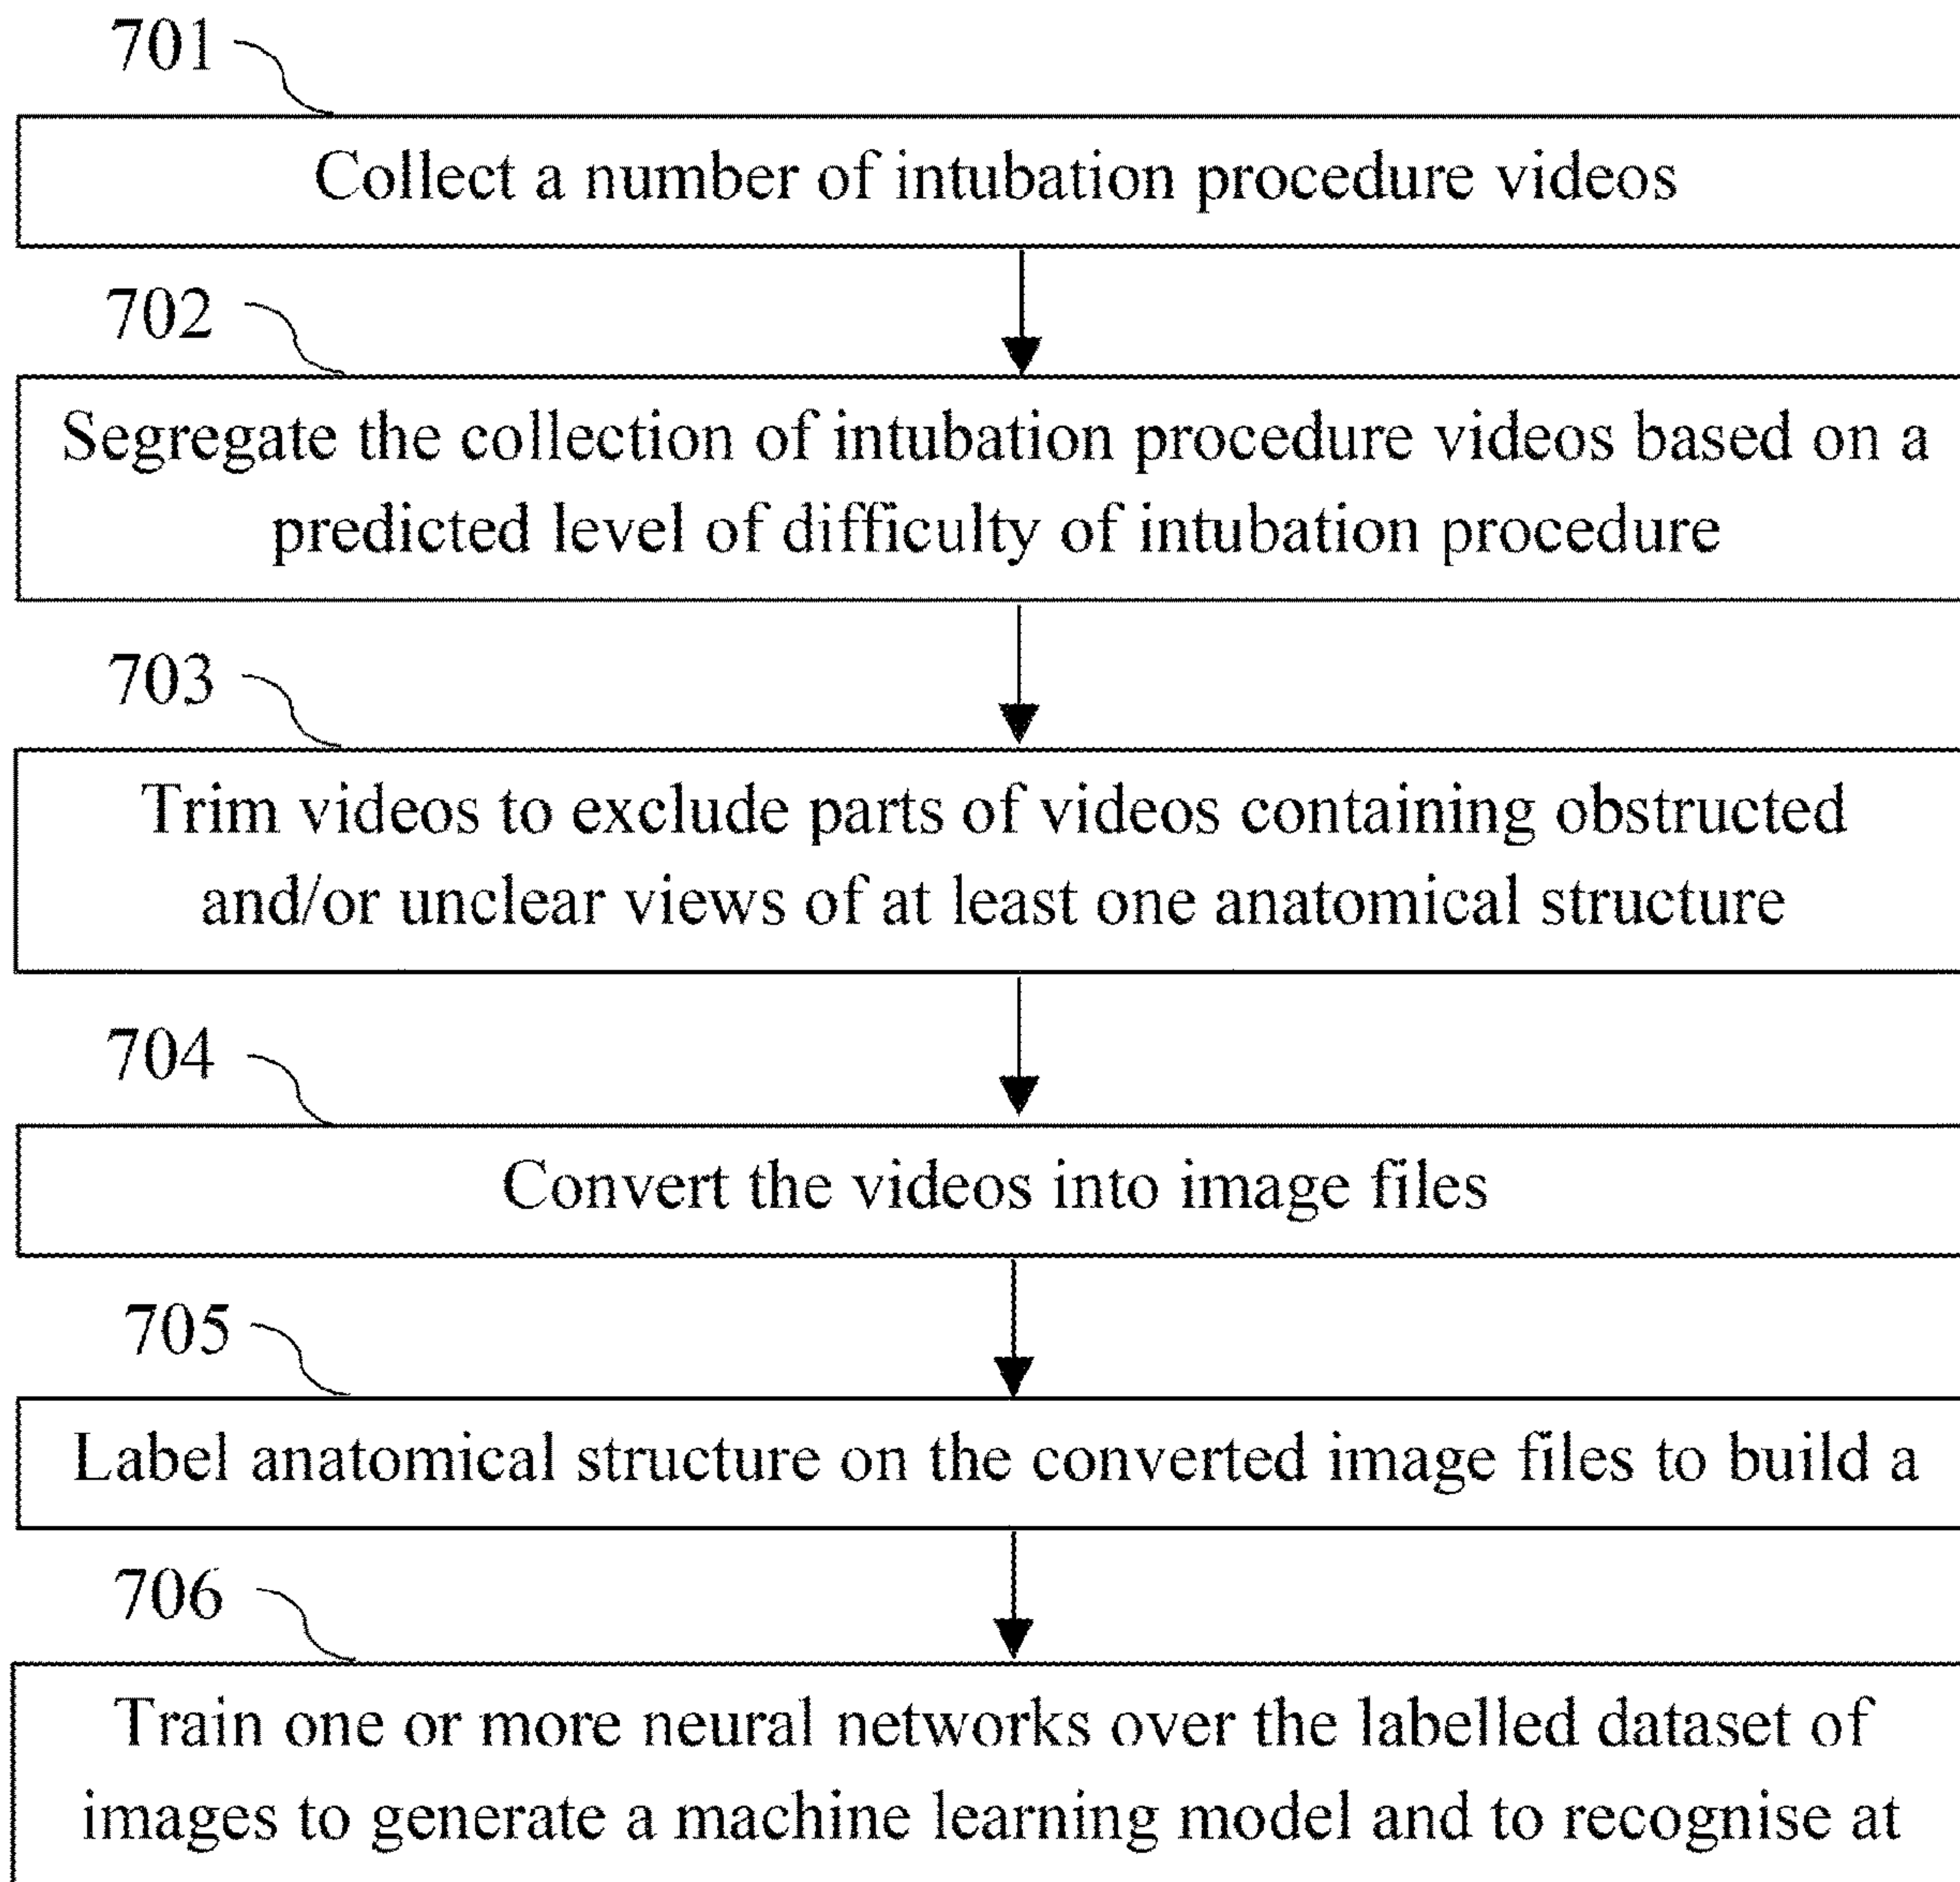 701
Collect a number of intubation procedure videos
702
Segregate the collection of intubation procedure videos based on a
predicted level of difficulty of intubation procedure
703
Trim videos to exclude parts of videos containing obstructed
and/or unclear views of at least one anatomical structure
704
Convert the videos into image files
705
Label anatomical structure on the converted image files to build a
706
Train one or more neural networks over the labelled dataset of
images to generate a machine learning model and to recognise at